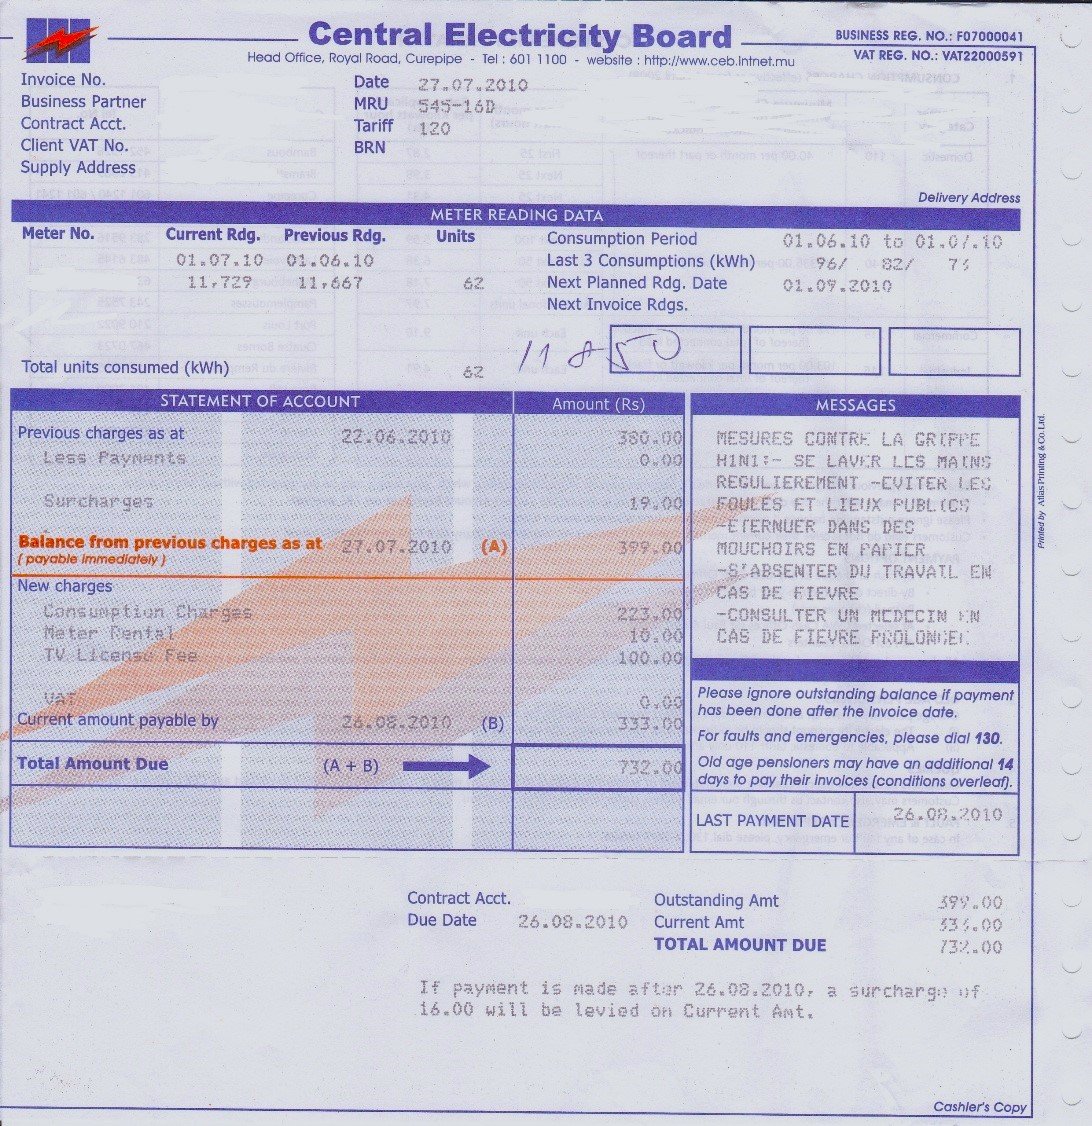 Central Electricity Board
BUSINESS REG. NO.: F07000041
VAT REG. NO.: VAT22000591
Head Office, Royal Road, Curepipe - Tel : 601 1100 - website : http://www.ceb.intnet.mu
Invoice No.
Business Partner
Contract Acct.
Client VAT No.
Supply Address
Date 27.07.2010
MRU 545-16D
Tariff 120
BRN
Delivery Address
METER READING DATA
Meter No. Current Rdg. Previous Rdg. Units
01.07.10 01.06.10
11,729 11,667 62
Consumption Period 01.06.10 to 01.07.10
Last 3 Consumptions (kWh) 96/ 82/
Next Planned Rdg. Date 01.09.2010
Next Invoice Rdgs.
11850
Total units consumed (kWh) 62
STATEMENT OF ACCOUNT Amount (Rs)
Previous charges as at 22.06.2010 380.00
Less Payments 0.00
Surcharges 19.00
Balance from previous charges as at 27.07.2010 (A) 399.00
( payable immediately )
New charges
Consumption Charges 223.00
Meter Rental 10.00
TV License Fee 100.00
VAT 0.00
Current amount payable by 26.08.2010 (B) 333.00
Total Amount Due (A + B) 732.00
MESSAGES
MESURES CONTRE LA GRIPPE
H1N1:- SE LAVER LES MAINS
REGULIEREMENT -EVITER LES
FOULES ET LIEUX PUBLICS
-ETERNUER DANS DES
MOUCHOIRS EN PAPIER
-S'ABSENTER DU TRAVAIL EN
CAS DE FIEVRE
-CONSULTER UN MEDECIN EN
CAS DE FIEVRE PROLONGEE
Please ignore outstanding balance if payment
has been done after the invoice date.
For faults and emergencies, please dial 130.
Old age pensioners may have an additional 14
days to pay their invoices (conditions overleaf).
LAST PAYMENT DATE 26.08.2010
Printed by Atlas Printing & Co. Ltd.
Contract Acct.
Due Date 26.08.2010
Outstanding Amt 399.00
Current Amt 333.00
TOTAL AMOUNT DUE 732.00
If payment is made after 26.08.2010, a surcharge of
16.00 will be levied on Current Amt.
Cashier's Copy